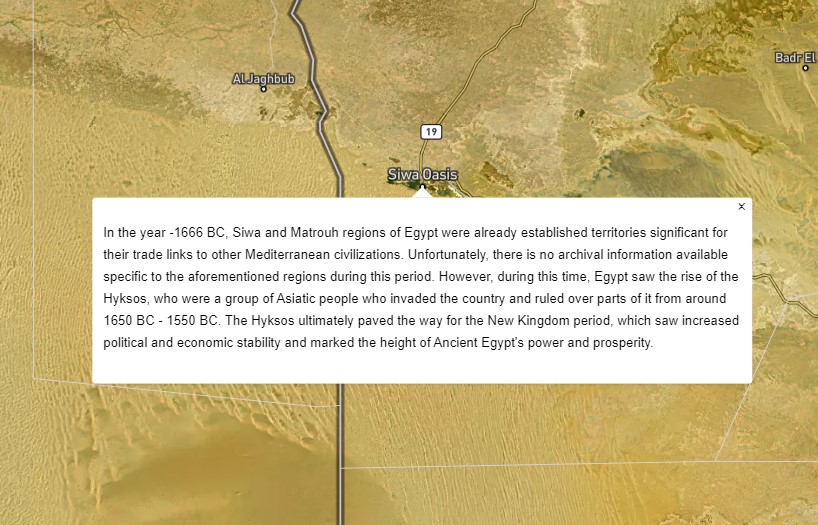 Al Jaghbub
Badr El
19
Siwa Oasis
x
In the year -1666 BC, Siwa and Matrouh regions of Egypt were already established territories significant for
their trade links to other Mediterranean civilizations. Unfortunately, there is no archival information available
specific to the aforementioned regions during this period. However, during this time, Egypt saw the rise of the
Hyksos, who were a group of Asiatic people who invaded the country and ruled over parts of it from around
1650 BC - 1550 BC. The Hyksos ultimately paved the way for the New Kingdom period, which saw increased
political and economic stability and marked the height of Ancient Egypt's power and prosperity.